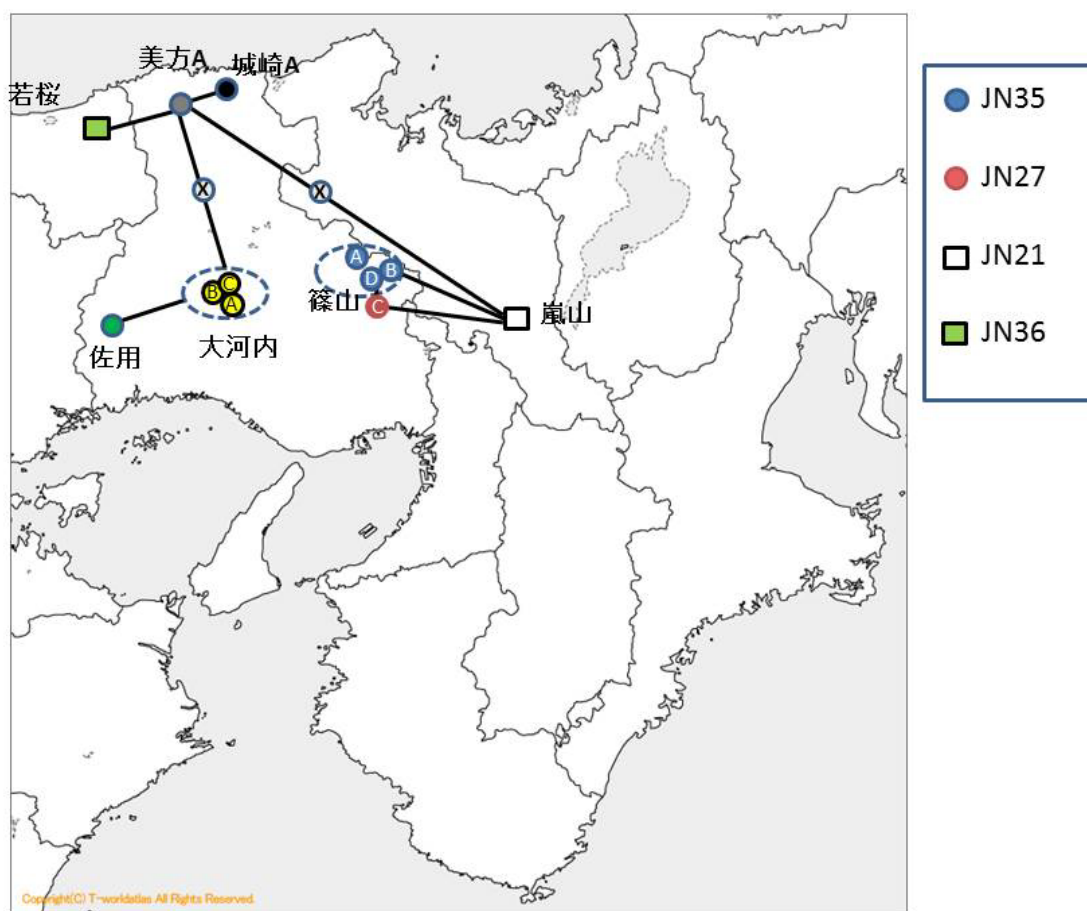 美方A
城崎A
若桜
X
X
A
B
D
C
篠山
嵐山
C
B
A
大河内
佐用
JN35
JN27
JN21
JN36
Copyright(C) T-worldatlas All Rights Reserved.